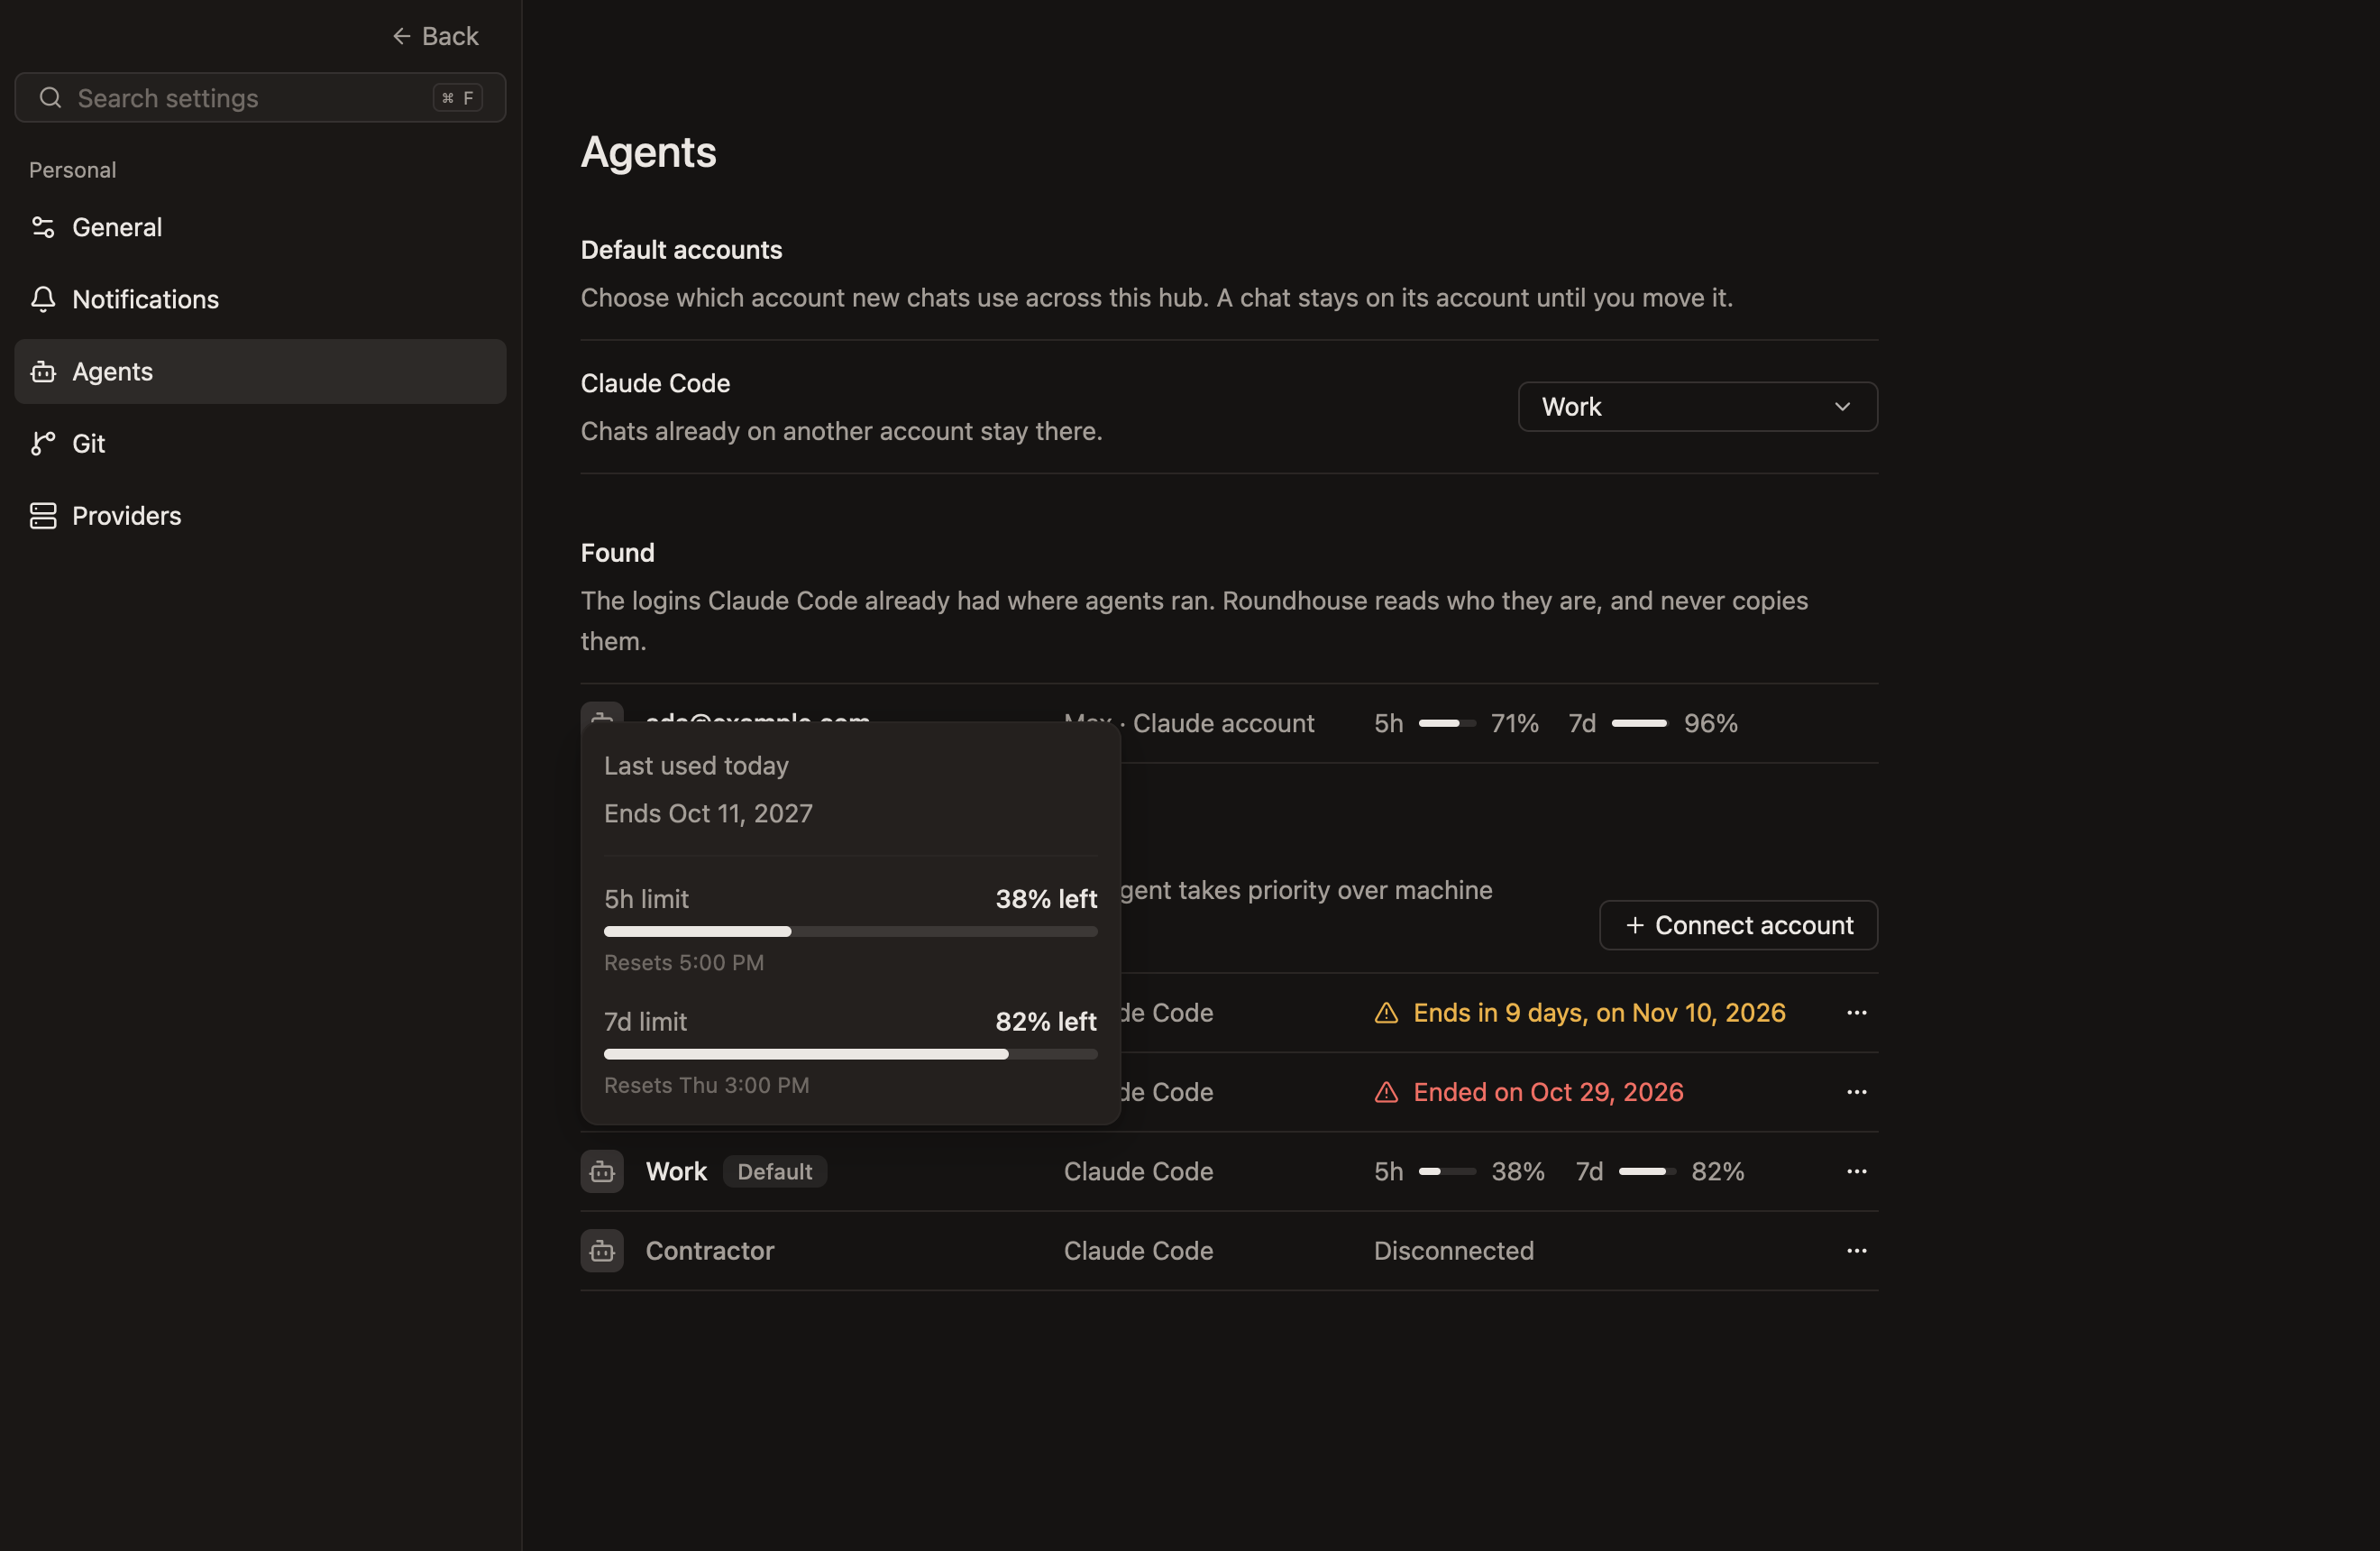 Back
Search settings
⌘ F
Personal
General
Notifications
Agents
Git
Providers
Agents
Default accounts
Choose which account new chats use across this hub. A chat stays on its account until you move it.
Claude Code
Chats already on another account stay there.
Work
Found
The logins Claude Code already had where agents ran. Roundhouse reads who they are, and never copies
them.
ada@example.com
Max · Claude account
5h 71% 7d 96%
Last used today
Ends Oct 11, 2027
5h limit 38% left
Resets 5:00 PM
7d limit 82% left
Resets Thu 3:00 PM
takes priority over machine
+ Connect account
Code
Ends in 9 days, on Nov 10, 2026
Code
Ended on Oct 29, 2026
Work Default Claude Code 5h 38% 7d 82%
Contractor Claude Code Disconnected